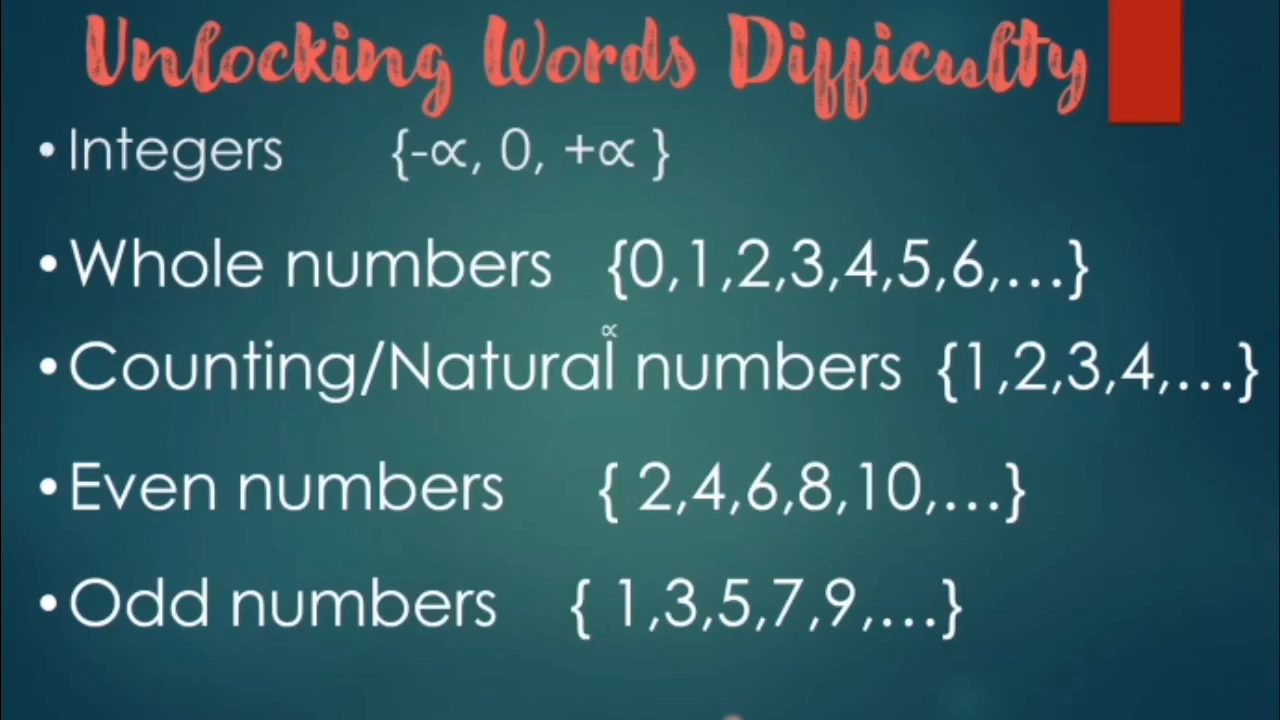 Unlocking Words Difficulty
• Integers {-∝, 0, +∝ }
• Whole numbers {0,1,2,3,4,5,6,...}
∝
• Counting/Natural numbers {1,2,3,4,...}
• Even numbers { 2,4,6,8,10,...}
• Odd numbers { 1,3,5,7,9,...}